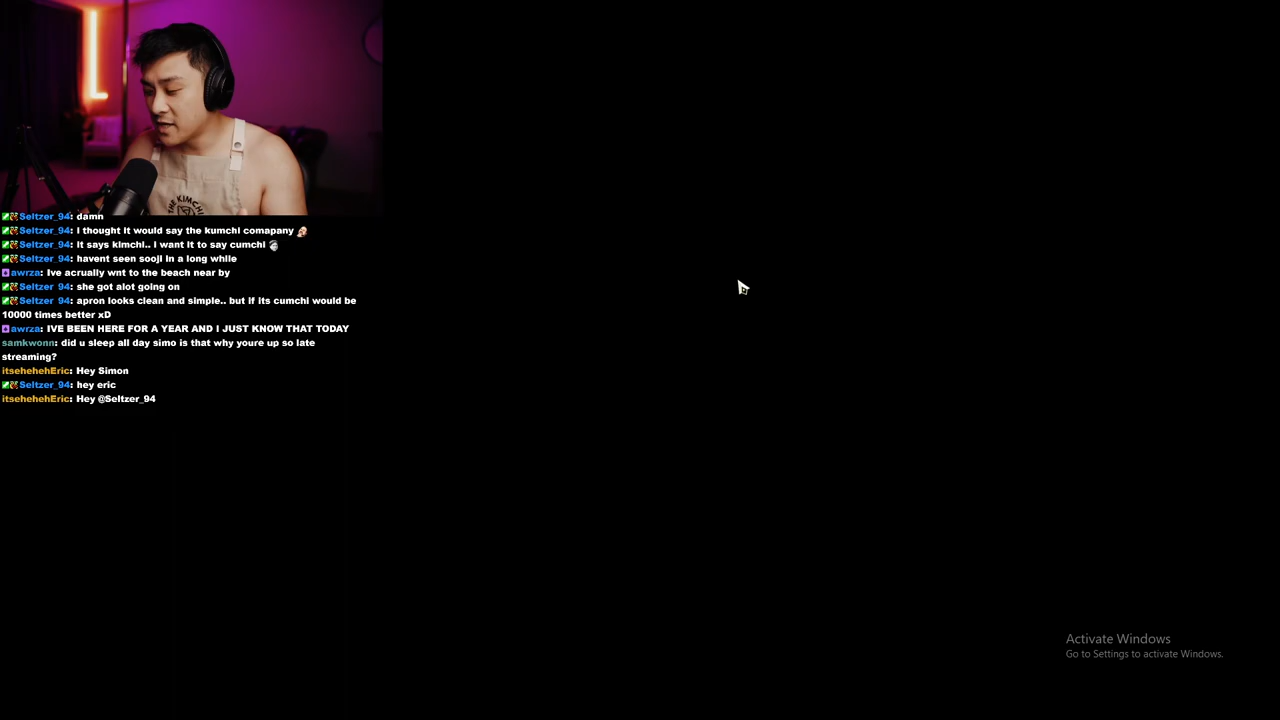 THE KIMCHI
Seltzer_94: damn
Seltzer_94: I thought it would say the kumchi comapany
Seltzer_94: it says kimchi.. I want it to say cumchi
Seltzer_94: havent seen sooji in a long while
awrza: Ive acrually wnt to the beach near by
Seltzer_94: she got alot going on
Seltzer_94: apron looks clean and simple.. but if its cumchi would be
10000 times better xD
awrza: IVE BEEN HERE FOR A YEAR AND I JUST KNOW THAT TODAY
samkwonn: did u sleep all day simo is that why youre up so late
streaming?
itsehehehEric: Hey Simon
Seltzer_94: hey eric
itsehehehEric: Hey @Seltzer_94
Activate Windows
Go to Settings to activate Windows.